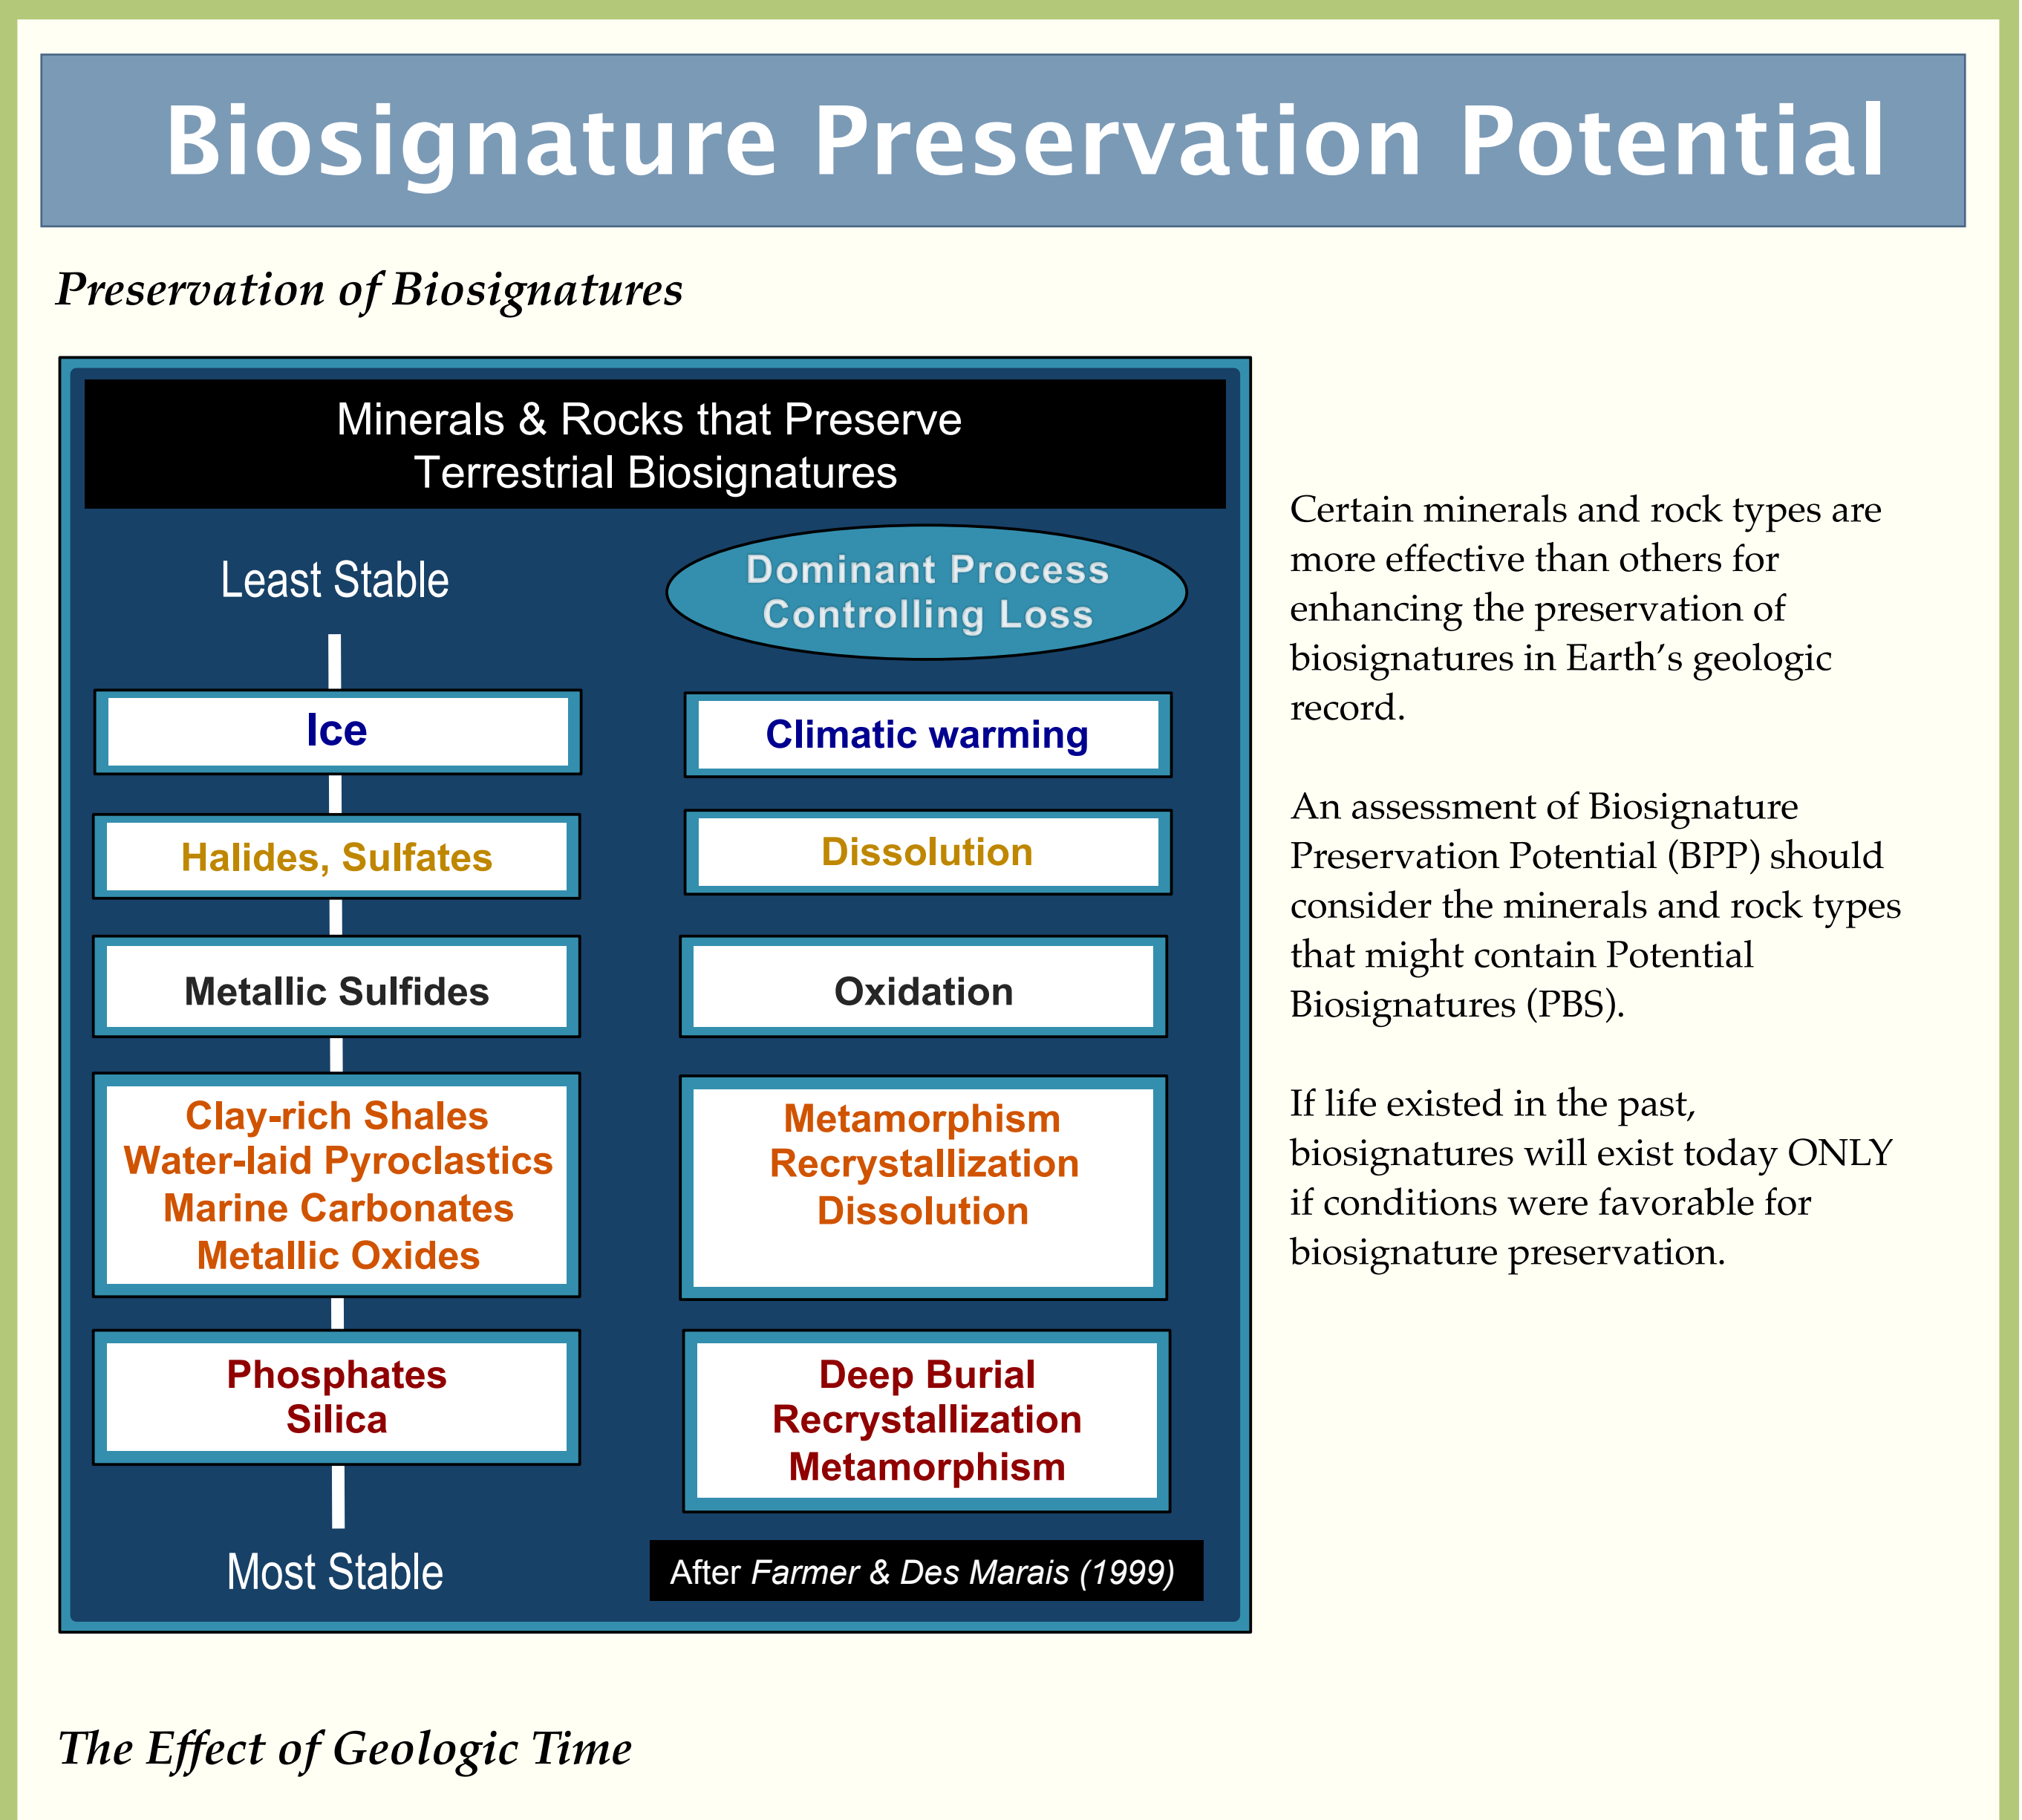 Biosignature Preservation Potential
Preservation of Biosignatures
Minerals & Rocks that Preserve
Terrestrial Biosignatures
Least Stable
Dominant Process
Controlling Loss
Ice
Climatic warming
Halides, Sulfates
Dissolution
Metallic Sulfides
Oxidation
Clay-rich Shales
Water-laid Pyroclastics
Marine Carbonates
Metallic Oxides
Metamorphism
Recrystallization
Dissolution
Phosphates
Silica
Deep Burial
Recrystallization
Metamorphism
Most Stable
After Farmer & Des Marais (1999)
Certain minerals and rock types are
more effective than others for
enhancing the preservation of
biosignatures in Earth’s geologic
record.
An assessment of Biosignature
Preservation Potential (BPP) should
consider the minerals and rock types
that might contain Potential
Biosignatures (PBS).
If life existed in the past,
biosignatures will exist today ONLY
if conditions were favorable for
biosignature preservation.
The Effect of Geologic Time